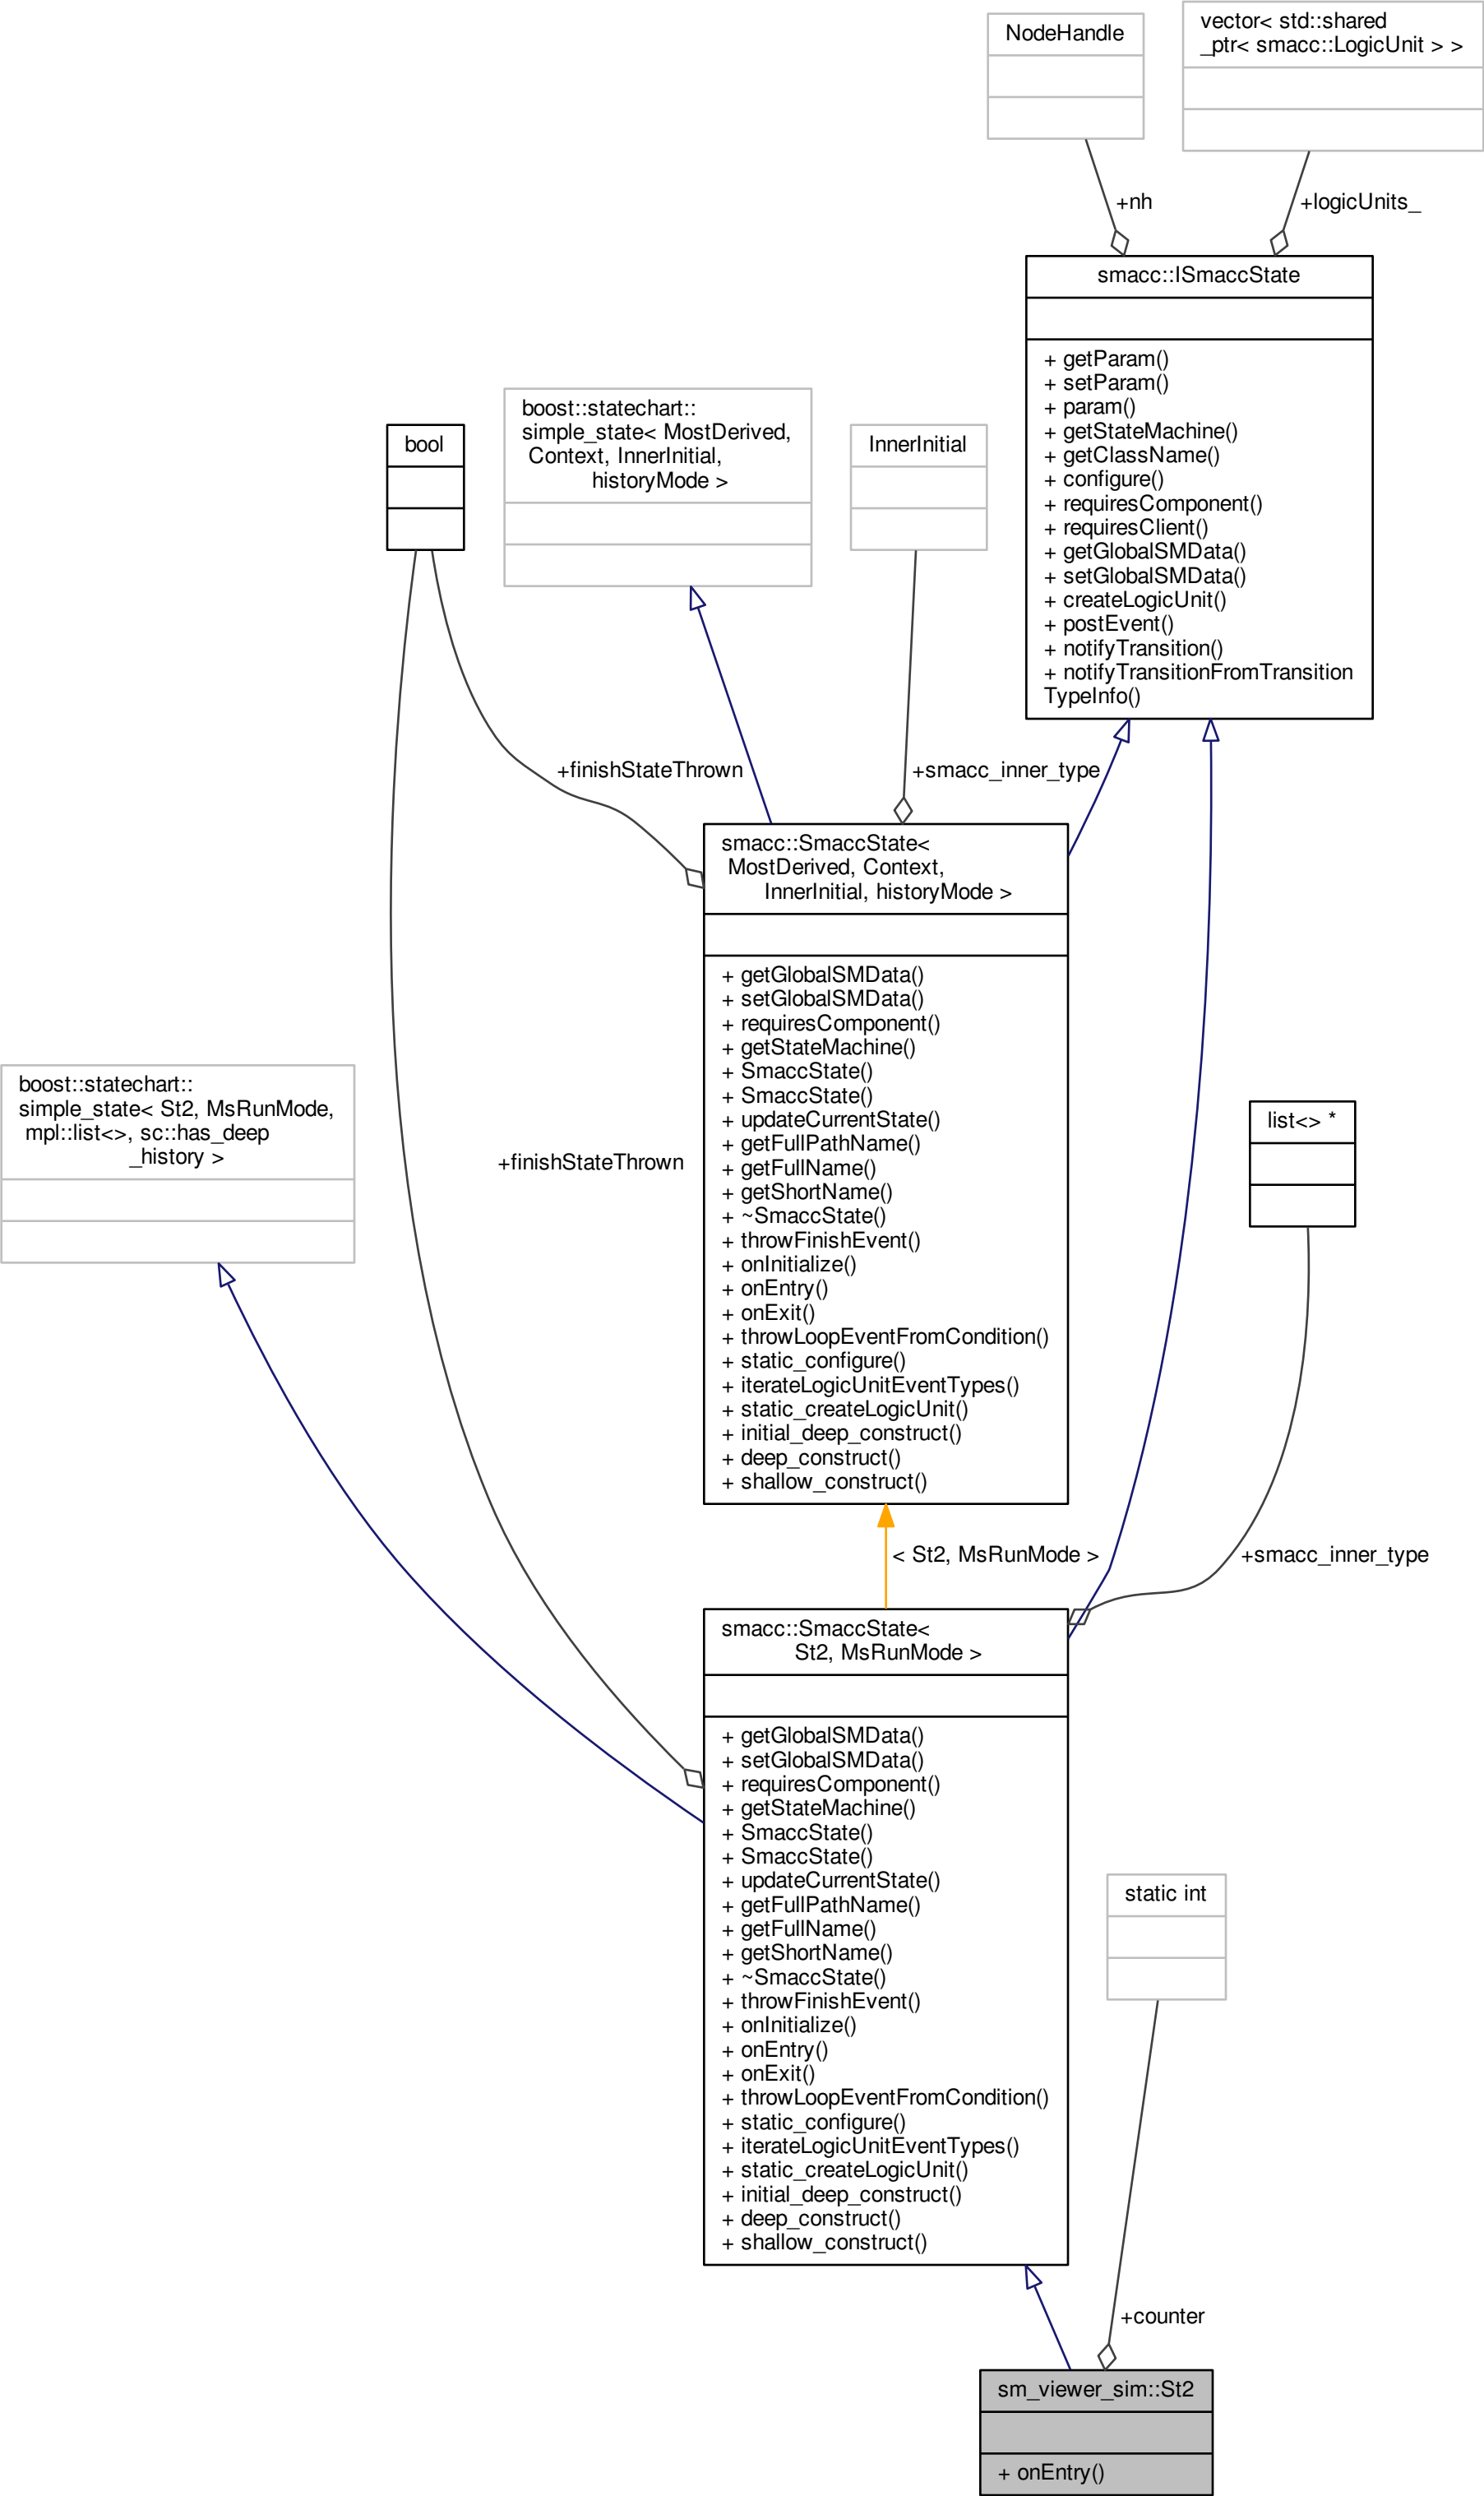 NodeHandle
vector< std::shared
_ptr< smacc::LogicUnit > >
+nh
+logicUnits_
smacc::ISmaccState
+ getParam()
+ setParam()
+ param()
+ getStateMachine()
+ getClassName()
+ configure()
+ requiresComponent()
+ requiresClient()
+ getGlobalSMData()
+ setGlobalSMData()
+ createLogicUnit()
+ postEvent()
+ notifyTransition()
+ notifyTransitionFromTransition
TypeInfo()
bool
boost::statechart::
simple_state< MostDerived,
Context, InnerInitial,
historyMode >
InnerInitial
+finishStateThrown
+smacc_inner_type
smacc::SmaccState<
MostDerived, Context,
InnerInitial, historyMode >
+ getGlobalSMData()
+ setGlobalSMData()
+ requiresComponent()
+ getStateMachine()
+ SmaccState()
+ SmaccState()
+ updateCurrentState()
+ getFullPathName()
+ getFullName()
+ getShortName()
+ ~SmaccState()
+ throwFinishEvent()
+ onInitialize()
+ onEntry()
+ onExit()
+ throwLoopEventFromCondition()
+ static_configure()
+ iterateLogicUnitEventTypes()
+ static_createLogicUnit()
+ initial_deep_construct()
+ deep_construct()
+ shallow_construct()
boost::statechart::
simple_state< St2, MsRunMode,
mpl::list<>, sc::has_deep
_history >
+finishStateThrown
list<> *
< St2, MsRunMode >
+smacc_inner_type
smacc::SmaccState<
St2, MsRunMode >
+ getGlobalSMData()
+ setGlobalSMData()
+ requiresComponent()
+ getStateMachine()
+ SmaccState()
+ SmaccState()
+ updateCurrentState()
+ getFullPathName()
+ getFullName()
+ getShortName()
+ ~SmaccState()
+ throwFinishEvent()
+ onInitialize()
+ onEntry()
+ onExit()
+ throwLoopEventFromCondition()
+ static_configure()
+ iterateLogicUnitEventTypes()
+ static_createLogicUnit()
+ initial_deep_construct()
+ deep_construct()
+ shallow_construct()
static int
+counter
sm_viewer_sim::St2
+ onEntry()